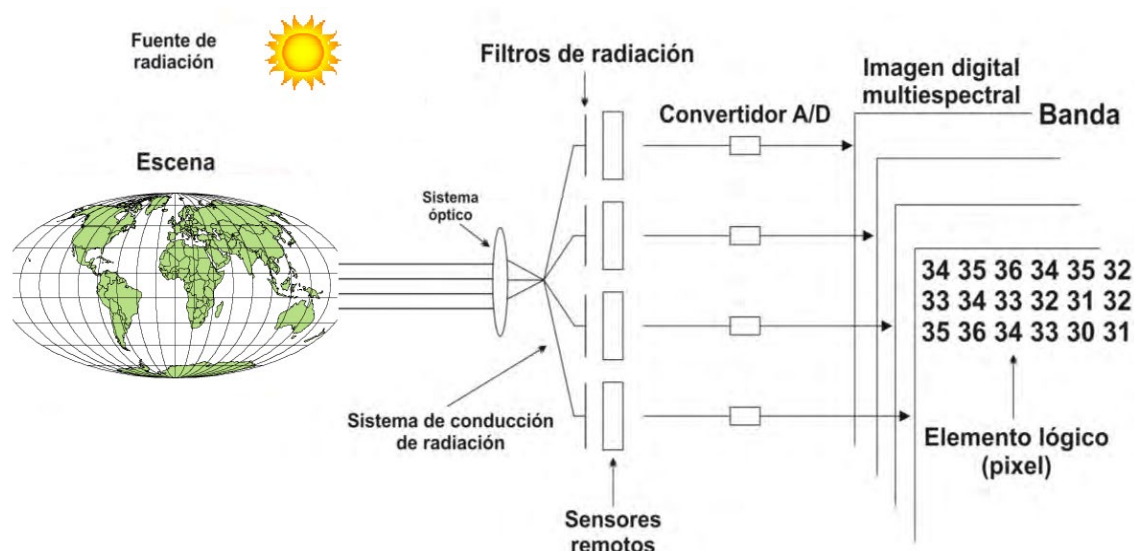 Fuente de
radiación
Escena
Sistema
óptico
Filtros de radiación
Convertidor A/D
Imagen digital
multiespectral
Banda
34 35 36 34 35 32
33 34 33 32 31 32
35 36 34 33 30 31
Elemento lógico
(pixel)
Sistema de conducción
de radiación
Sensores
remotos